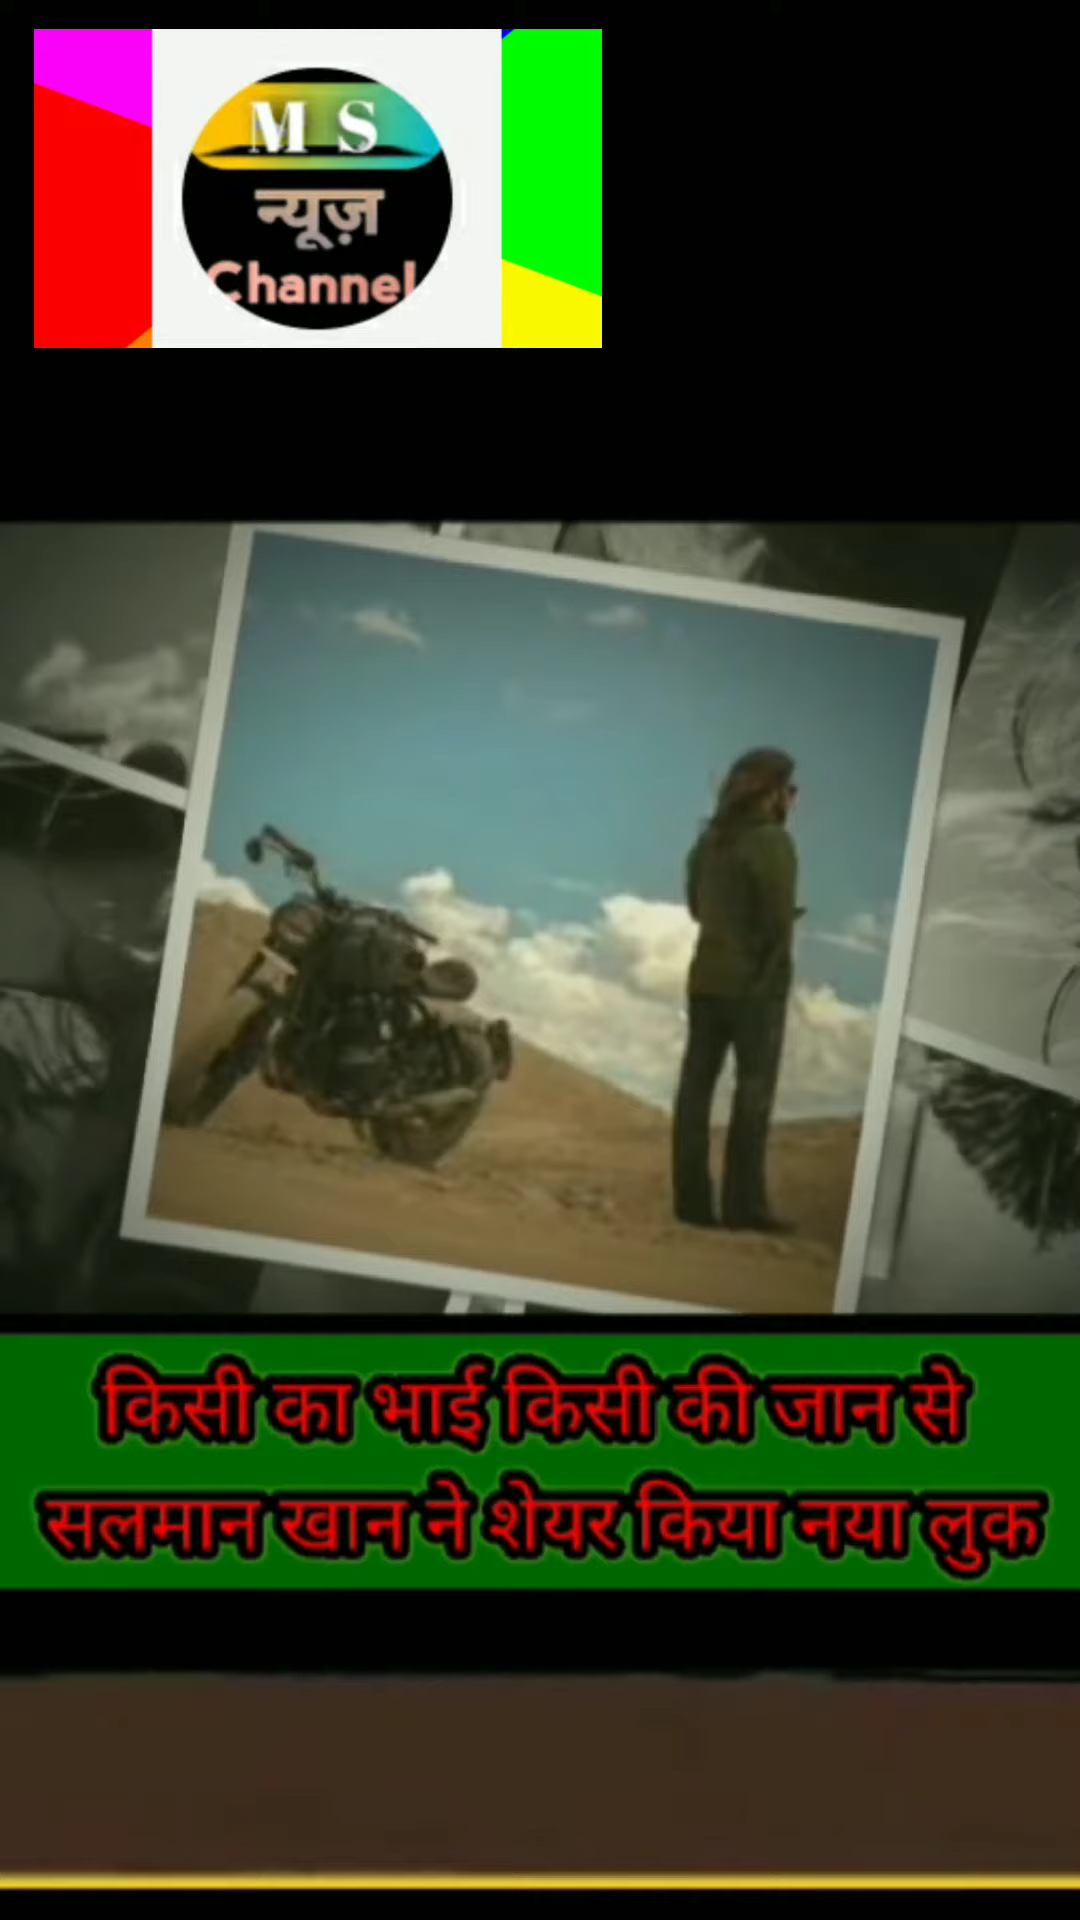 M S
न्यूज़
Channel
किसी का भाई किसी की जान से
सलमान खान ने शेयर किया नया लुक